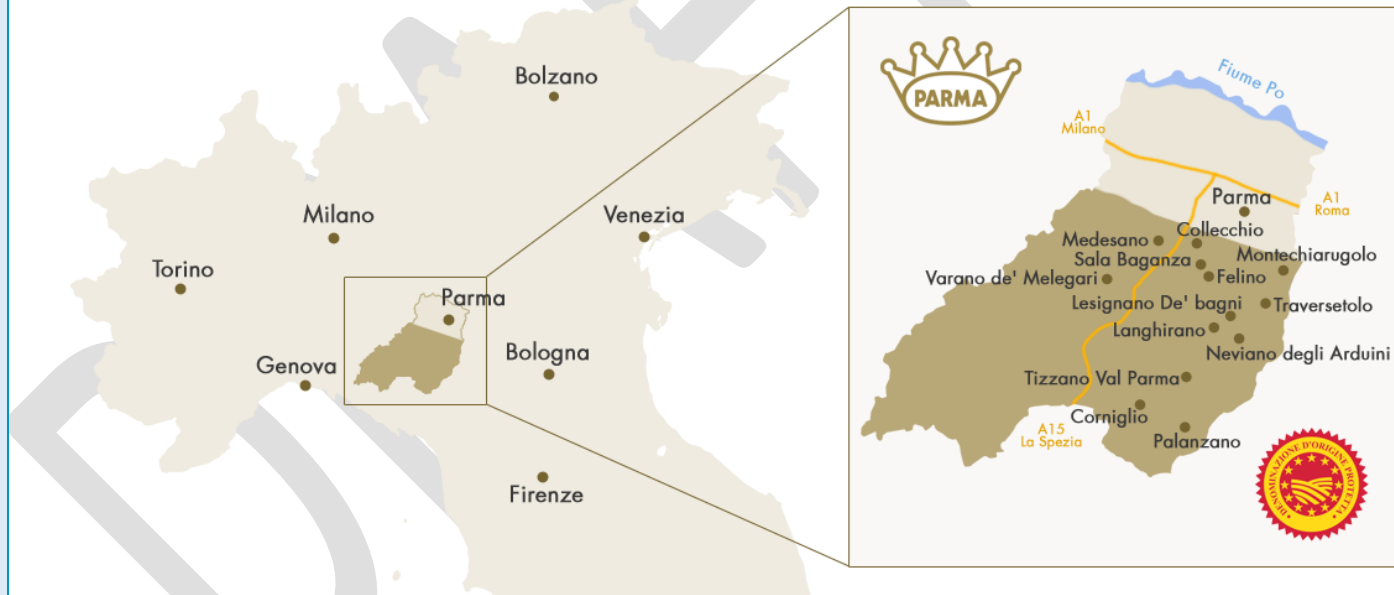 Bolzano
Milano
Venezia
Torino
Parma
Genova
Bologna
Firenze
PARMA
Fiume Po
A1
Milano
A1
Roma
Parma
Collecchio
Medesano
Montechiarugolo
Sala Baganza
Felino
Varano de' Melegari
Lesignano De' bagni
Traversetolo
Langhirano
Neviano degli Arduini
Tizzano Val Parma
Corniglio
A15
La Spezia
Palanzano
DENOMINAZIONE D'ORIGINE PROTETTA